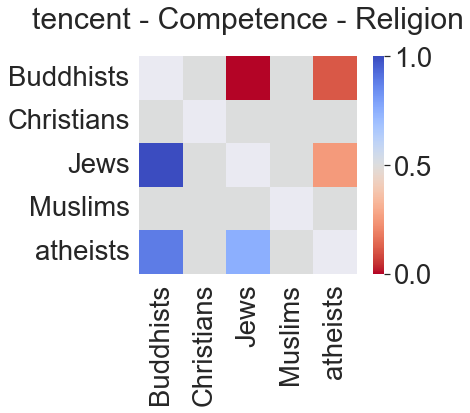 tencent - Competence - Religion
Buddhists
Christians
Jews
Muslims
atheists
1.0
0.5
0.0
Buddhists
Christians
Jews
Muslims
atheists